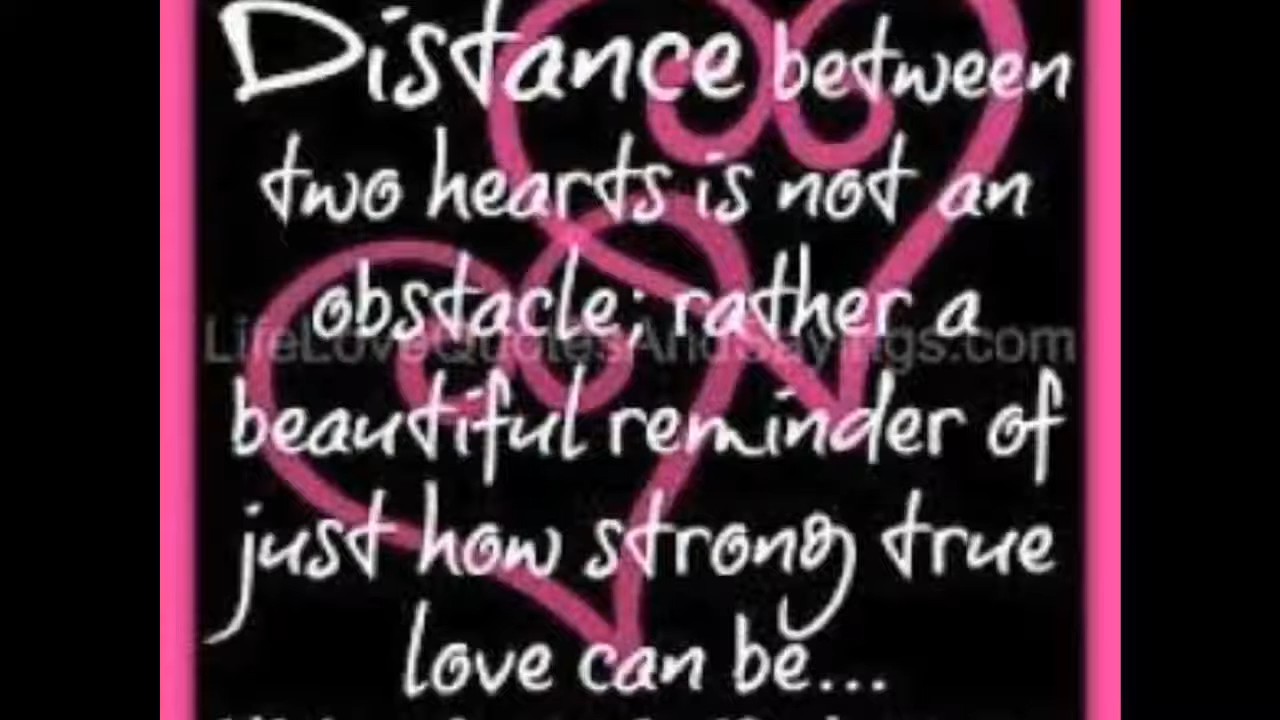 Distance between
two hearts is not an
obstacle; rather a
LifeLoveQuotesAndSayings.com
beautiful reminder of
just how strong true
love can be...